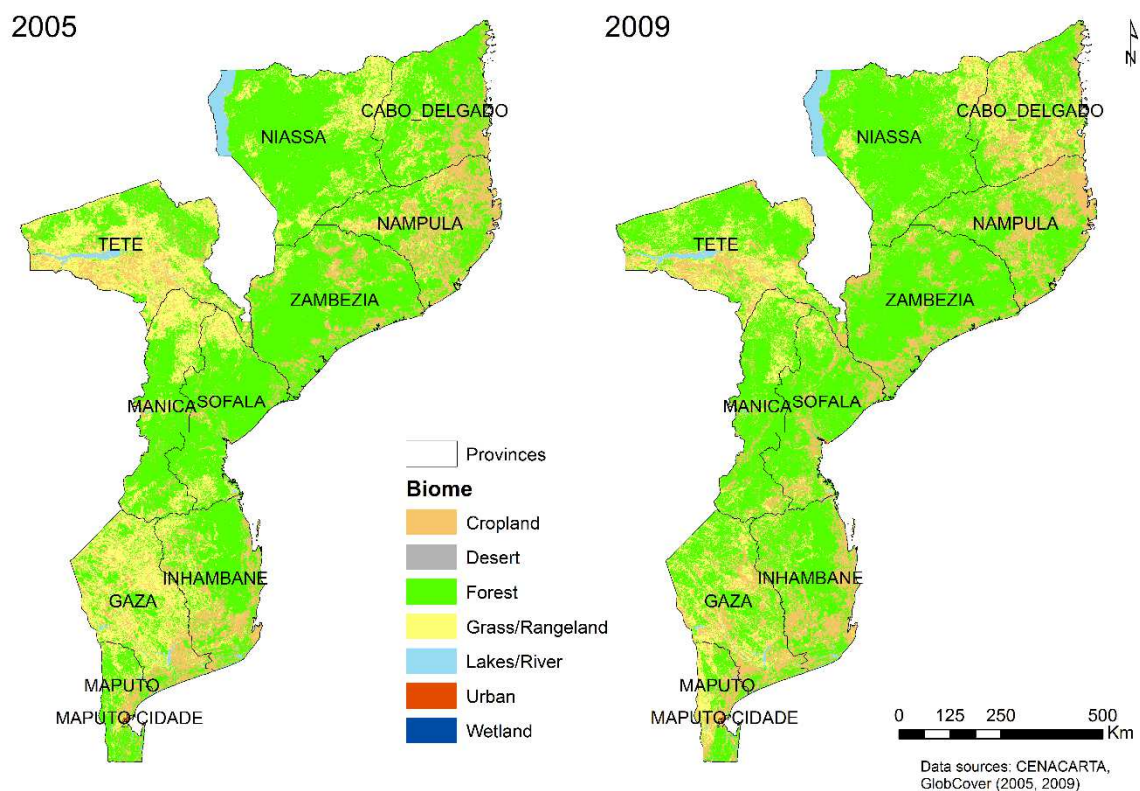 2005
NIASSA
CABO_DELGADO
NAMPULA
TETE
ZAMBEZIA
MANICA
SOFALA
INHAMBANE
GAZA
MAPUTO
MAPUTO CIDADE
Provinces
Biome
Cropland
Desert
Forest
Grass/Rangeland
Lakes/River
Urban
Wetland
2009
N
NIASSA
CABO_DELGADO
NAMPULA
TETE
ZAMBEZIA
MANICA
SOFALA
INHAMBANE
GAZA
MAPUTO
MAPUTO CIDADE
0 125 250 500
Km
Data sources: CENACARTA,
GlobCover (2005, 2009)